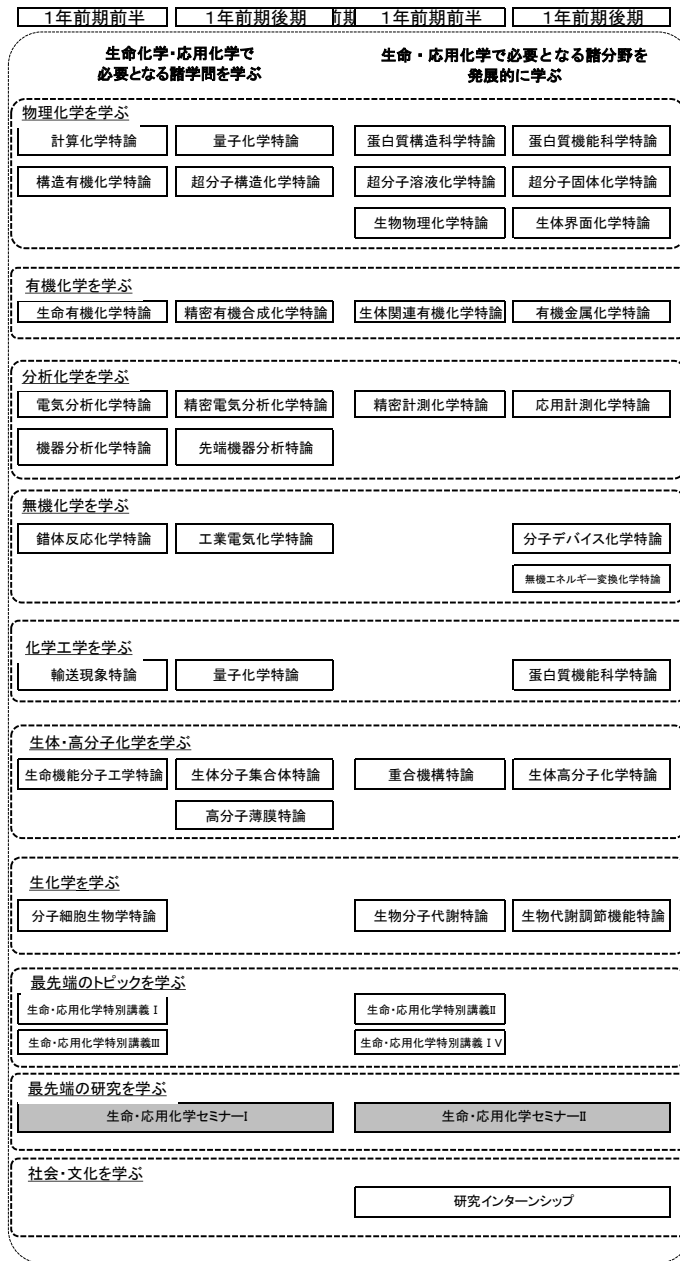 1年前期前半 1年前期後期 前期 1年前期前半 1年前期後期
生命化学・応用化学で
必要となる諸学問を学ぶ
生命・応用化学で必要となる諸分野を
発展的に学ぶ
物理化学を学ぶ
計算化学特論 量子化学特論 蛋白質構造科学特論 蛋白質機能科学特論
構造有機化学特論 超分子構造化学特論 超分子溶液化学特論 超分子固体化学特論
生物物理化学特論 生体界面化学特論
有機化学を学ぶ
生命有機化学特論 精密有機合成化学特論 生体関連有機化学特論 有機金属化学特論
分析化学を学ぶ
電気分析化学特論 精密電気分析化学特論 精密計測化学特論 応用計測化学特論
機器分析化学特論 先端機器分析特論
無機化学を学ぶ
錯体反応化学特論 工業電気化学特論 分子デバイス化学特論
無機エネルギー変換化学特論
化学工学を学ぶ
輸送現象特論 量子化学特論 蛋白質機能科学特論
生体・高分子化学を学ぶ
生命機能分子工学特論 生体分子集合体特論 重合機構特論 生体高分子化学特論
高分子薄膜特論
生化学を学ぶ
分子細胞生物学特論 生物分子代謝特論 生物代謝調節機能特論
最先端のトピックを学ぶ
生命・応用化学特別講義Ⅰ 生命・応用化学特別講義Ⅱ
生命・応用化学特別講義Ⅲ 生命・応用化学特別講義ⅠⅤ
最先端の研究を学ぶ
生命・応用化学セミナーI 生命・応用化学セミナーⅡ
社会・文化を学ぶ
研究インターンシップ